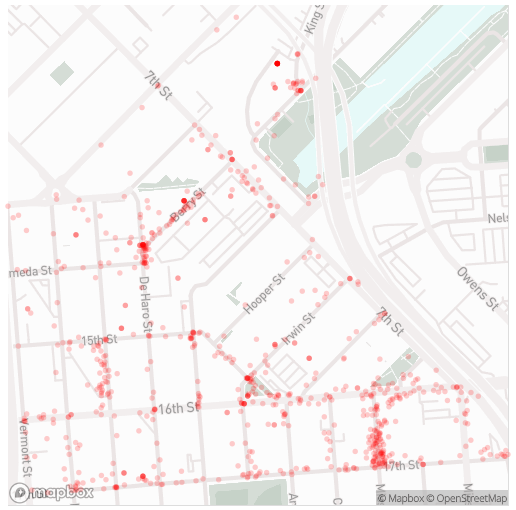 King S
7th St
Berry St
Nels
meda St
De Haro St
Hooper St
Owens St
7th St
Irwin St
15th St
16th St
Vermont St
17th St
mapbox
© Mapbox © OpenStreetMap